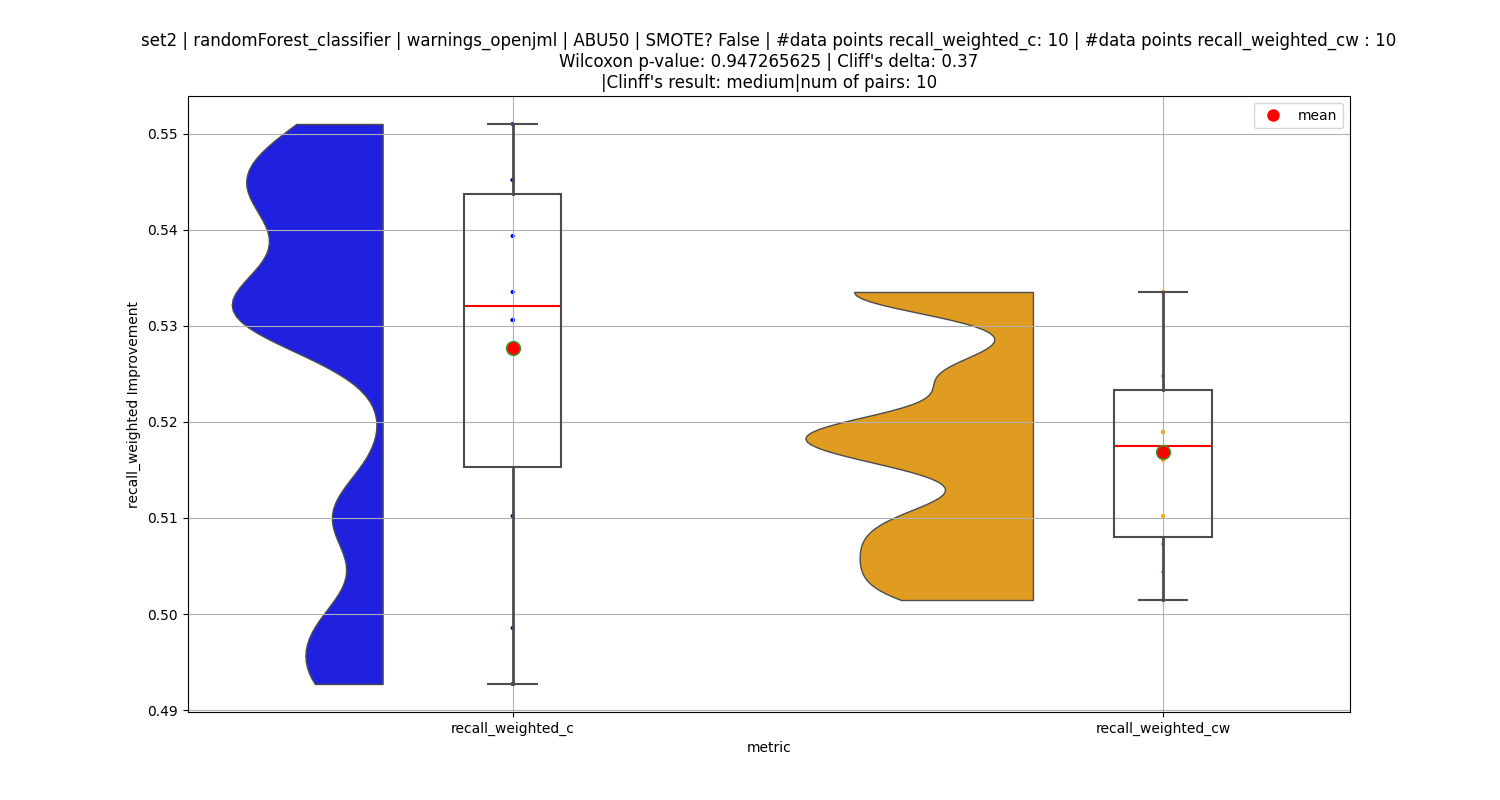 set2 | randomForest_classifier | warnings_openjml | ABU50 | SMOTE? False | #data points recall_weighted_c: 10 | #data points recall_weighted_cw : 10
Wilcoxon p-value: 0.947265625 | Cliff's delta: 0.37
|Clinff's result: medium|num of pairs: 10
mean
0.55
0.54
0.53
0.52
0.51
0.50
0.49
recall_weighted Improvement
recall_weighted_c
recall_weighted_cw
metric